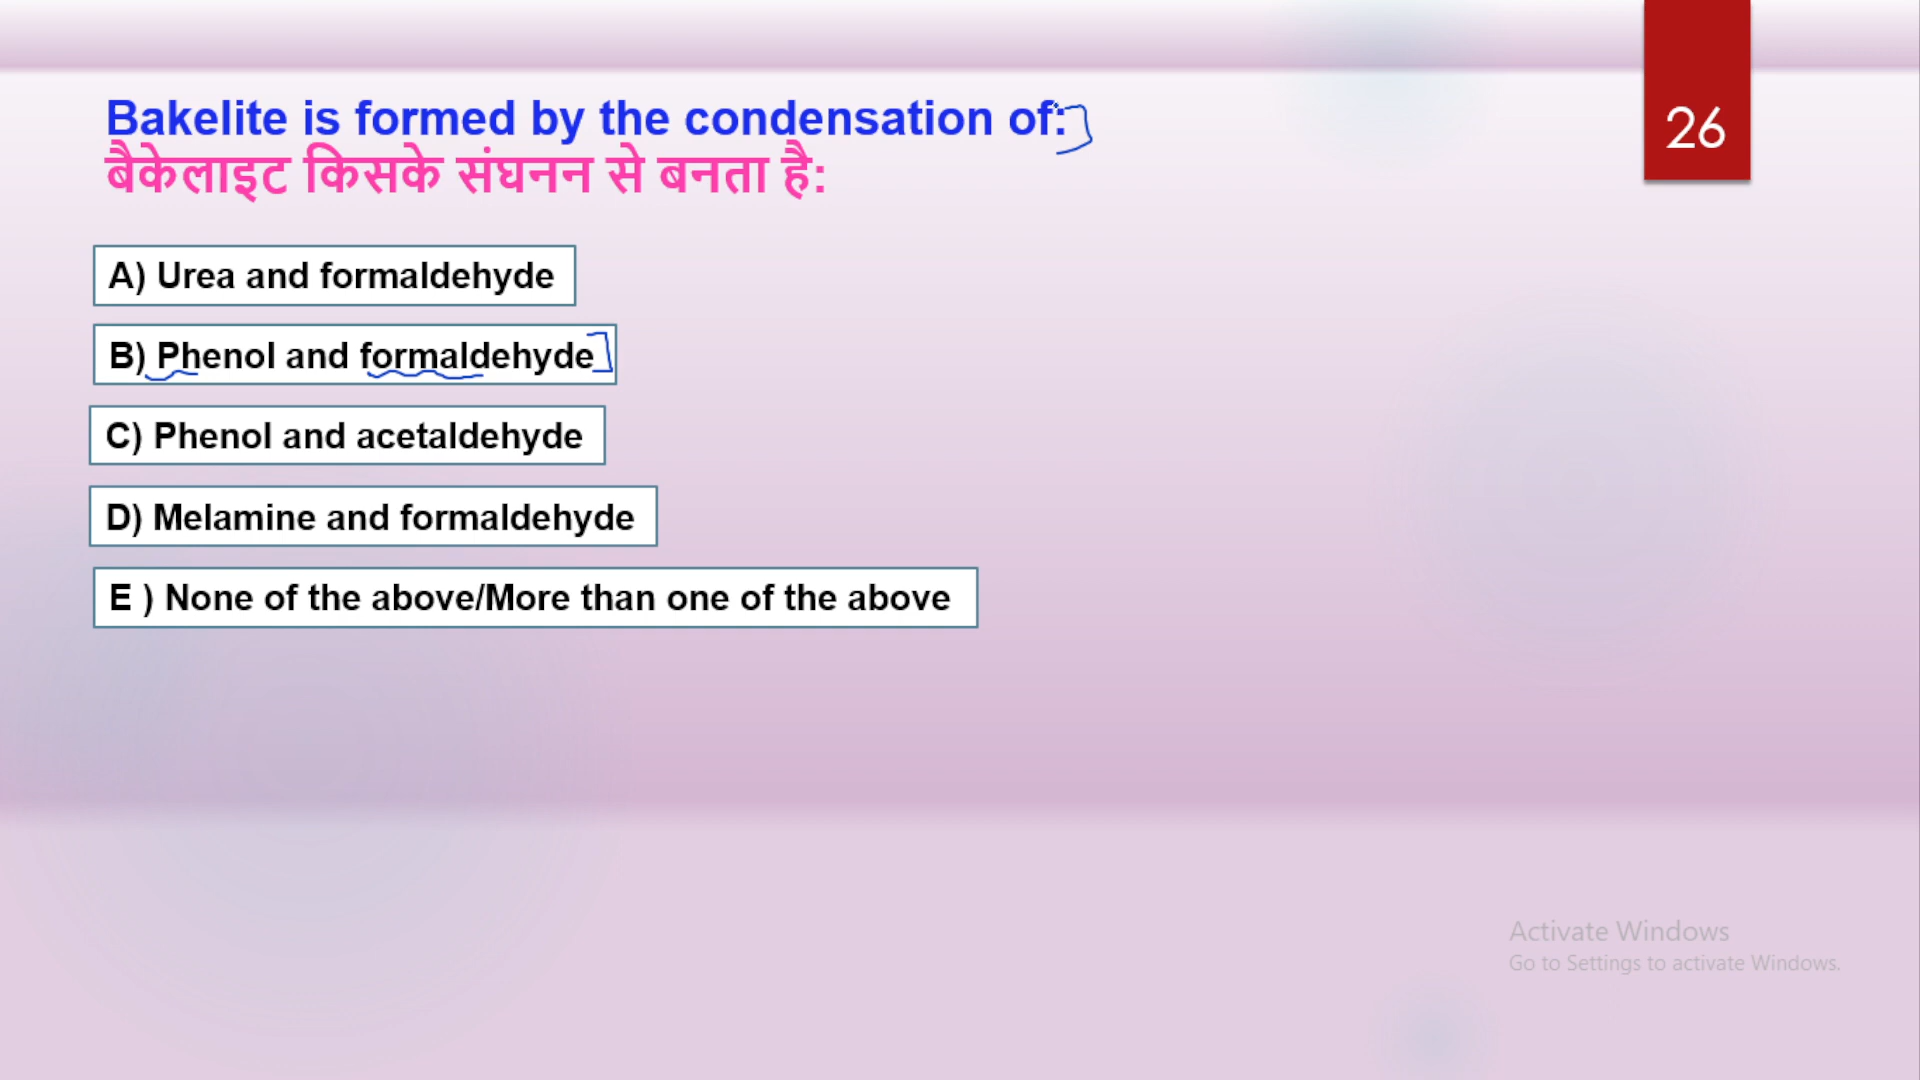 Bakelite is formed by the condensation of:
26
बैकेलाइट किसके संघनन से बनता है:
A) Urea and formaldehyde
B) Phenol and formaldehyde
C) Phenol and acetaldehyde
D) Melamine and formaldehyde
E ) None of the above/More than one of the above
Activate Windows
Go to Settings to activate Windows.